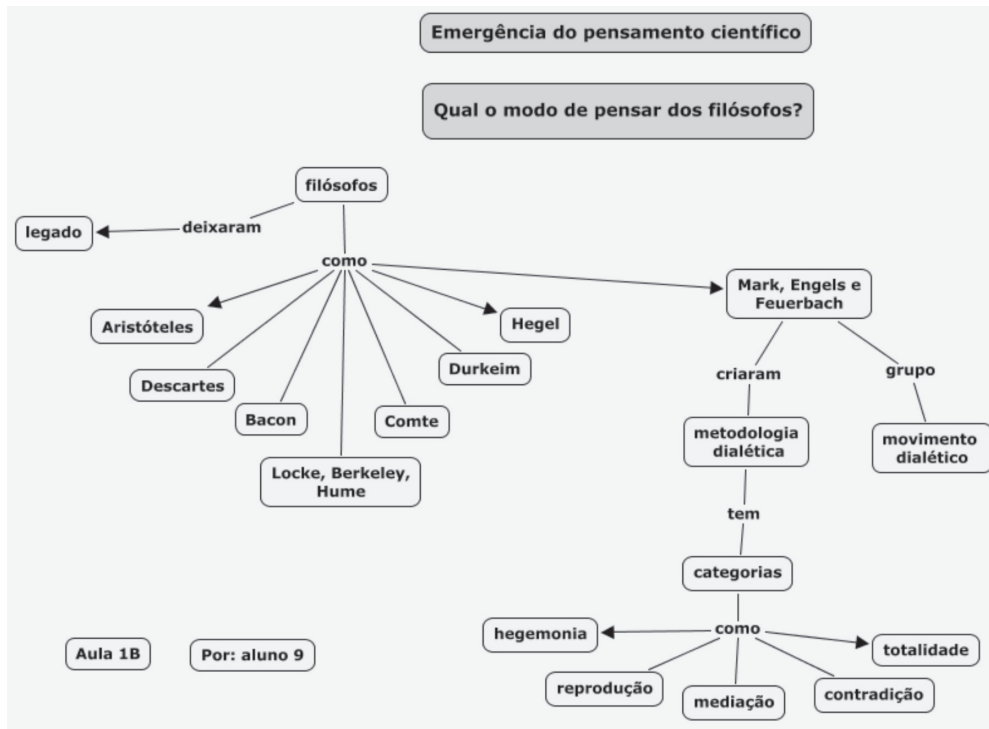 Emergência do pensamento científico
Qual o modo de pensar dos filósofos?
filósofos
legado
deixaram
como
Mark, Engels e
Feuerbach
Aristóteles
Hegel
Descartes
Durkeim
Bacon
Comte
Locke, Berkeley,
Hume
criaram
grupo
metodologia
dialética
movimento
dialético
tem
categorias
como
hegemonia
totalidade
reprodução
mediação
contradição
Aula 1B
Por: aluno 9